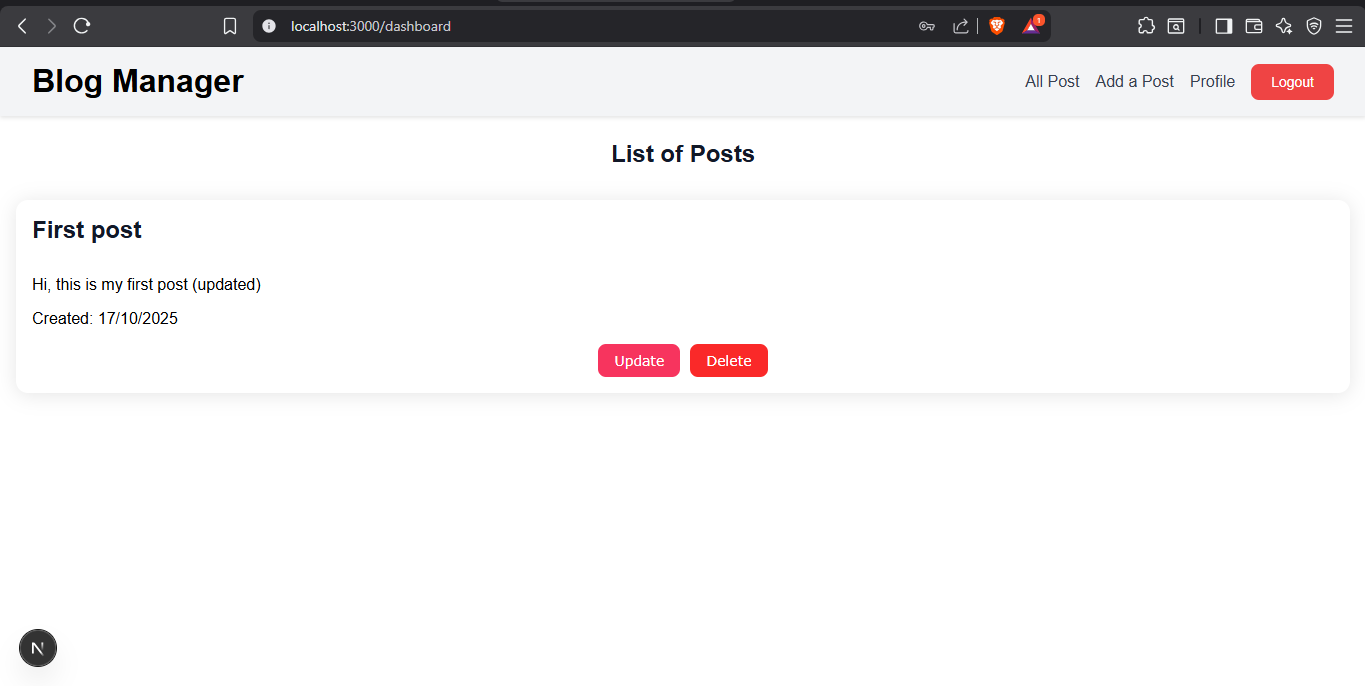 localhost:3000/dashboard
1
Blog Manager
All Post Add a Post Profile Logout
List of Posts
First post
Hi, this is my first post (updated)
Created: 17/10/2025
Update Delete
N